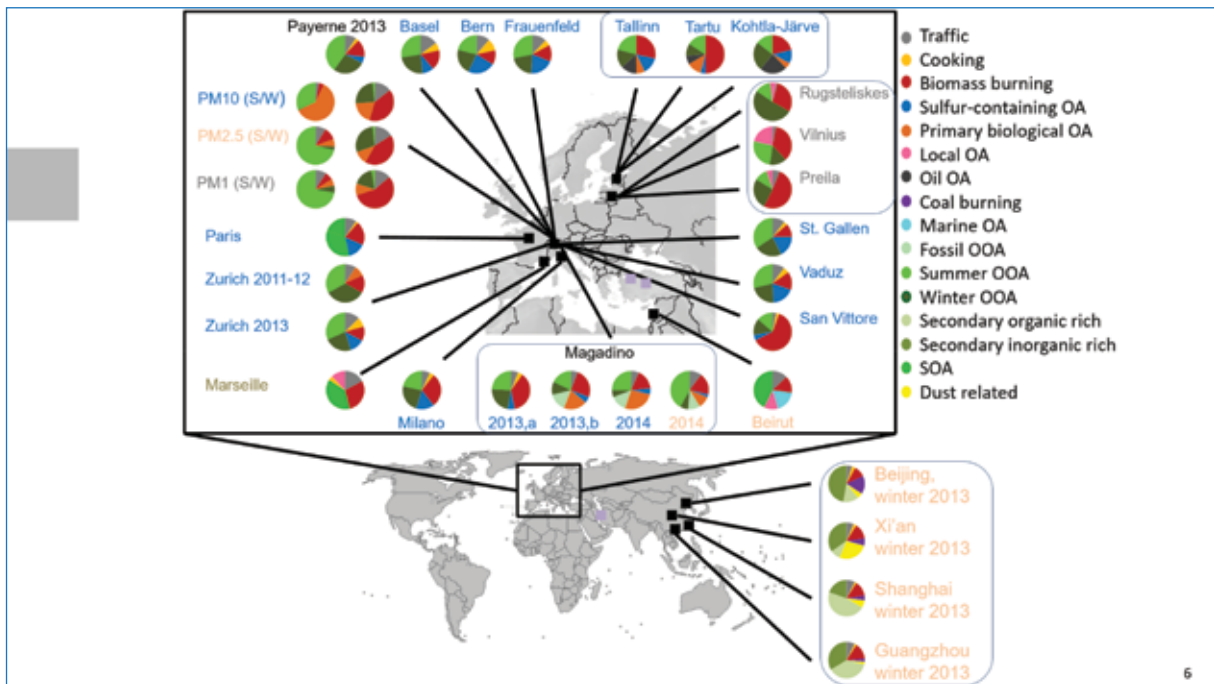 Payerne 2013
Basel
Bern
Frauenfeld
Tallinn
Tartu
Kohtla-Järve
PM10 (S/W)
PM2.5 (S/W)
PM1 (S/W)
Paris
Zurich 2011-12
Zurich 2013
Marseille
Milano
Magadino
2013,a
2013,b
2014
2014
Rugsteliskes
Vilnius
Preila
St. Gallen
Vaduz
San Vittore
Beirut
Traffic
Cooking
Biomass burning
Sulfur-containing OA
Primary biological OA
Local OA
Oil OA
Coal burning
Marine OA
Fossil OOA
Summer OOA
Winter OOA
Secondary organic rich
Secondary inorganic rich
SOA
Dust related
Beijing,
winter 2013
Xi'an
winter 2013
Shanghai
winter 2013
Guangzhou
winter 2013
6